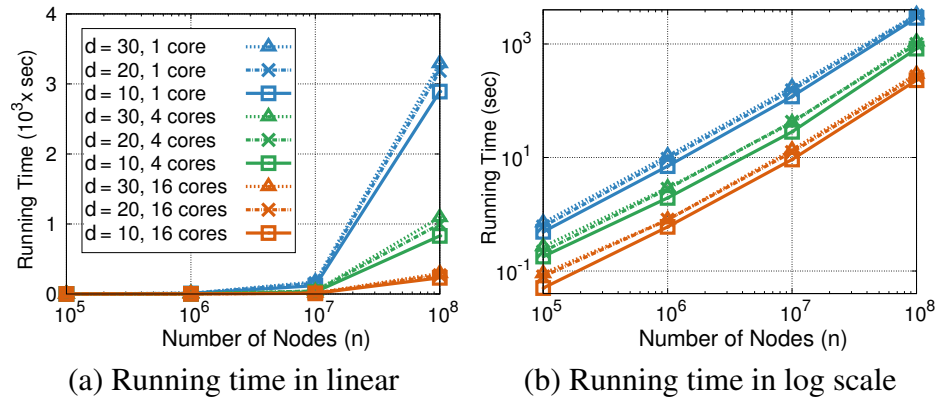 Running Time (10³x sec)
4
3
2
1
0
d = 30, 1 core
d = 20, 1 core
d = 10, 1 core
d = 30, 4 cores
d = 20, 4 cores
d = 10, 4 cores
d = 30, 16 cores
d = 20, 16 cores
d = 10, 16 cores
10⁵ 10⁶ 10⁷ 10⁸
Number of Nodes (n)
(a) Running time in linear
Running Time (sec)
10³
10¹
10⁻¹
10⁵ 10⁶ 10⁷ 10⁸
Number of Nodes (n)
(b) Running time in log scale